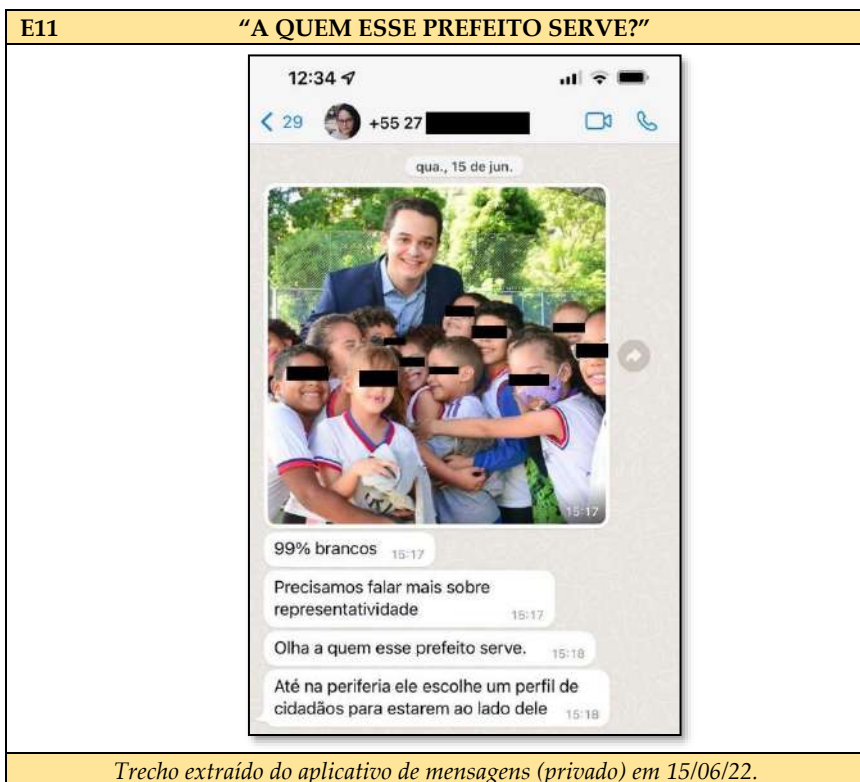 E11 “A QUEM ESSE PREFEITO SERVE?”
12:34
29 +55 27
qua., 15 de jun.
15:17
99% brancos 15:17
Precisamos falar mais sobre
representatividade 15:17
Olha a quem esse prefeito serve. 15:18
Até na periferia ele escolhe um perfil de
cidadãos para estarem ao lado dele 15:18
Trecho extraído do aplicativo de mensagens (privado) em 15/06/22.